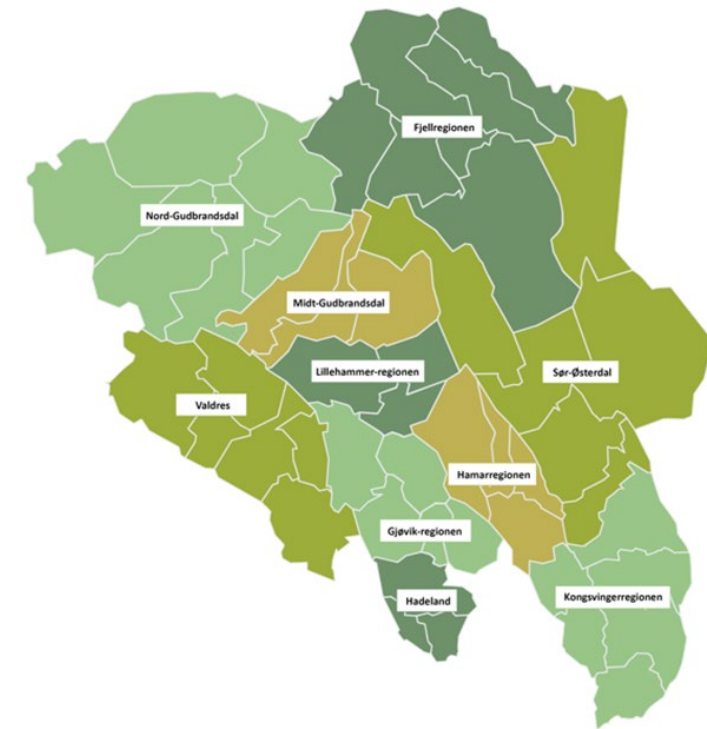 Fjellregionen
Nord-Gudbrandsdal
Midt-Gudbrandsdal
Lillehammer-regionen
Sør-Østerdal
Valdres
Hamarregionen
Gjøvik-regionen
Kongsvingerregionen
Hadeland